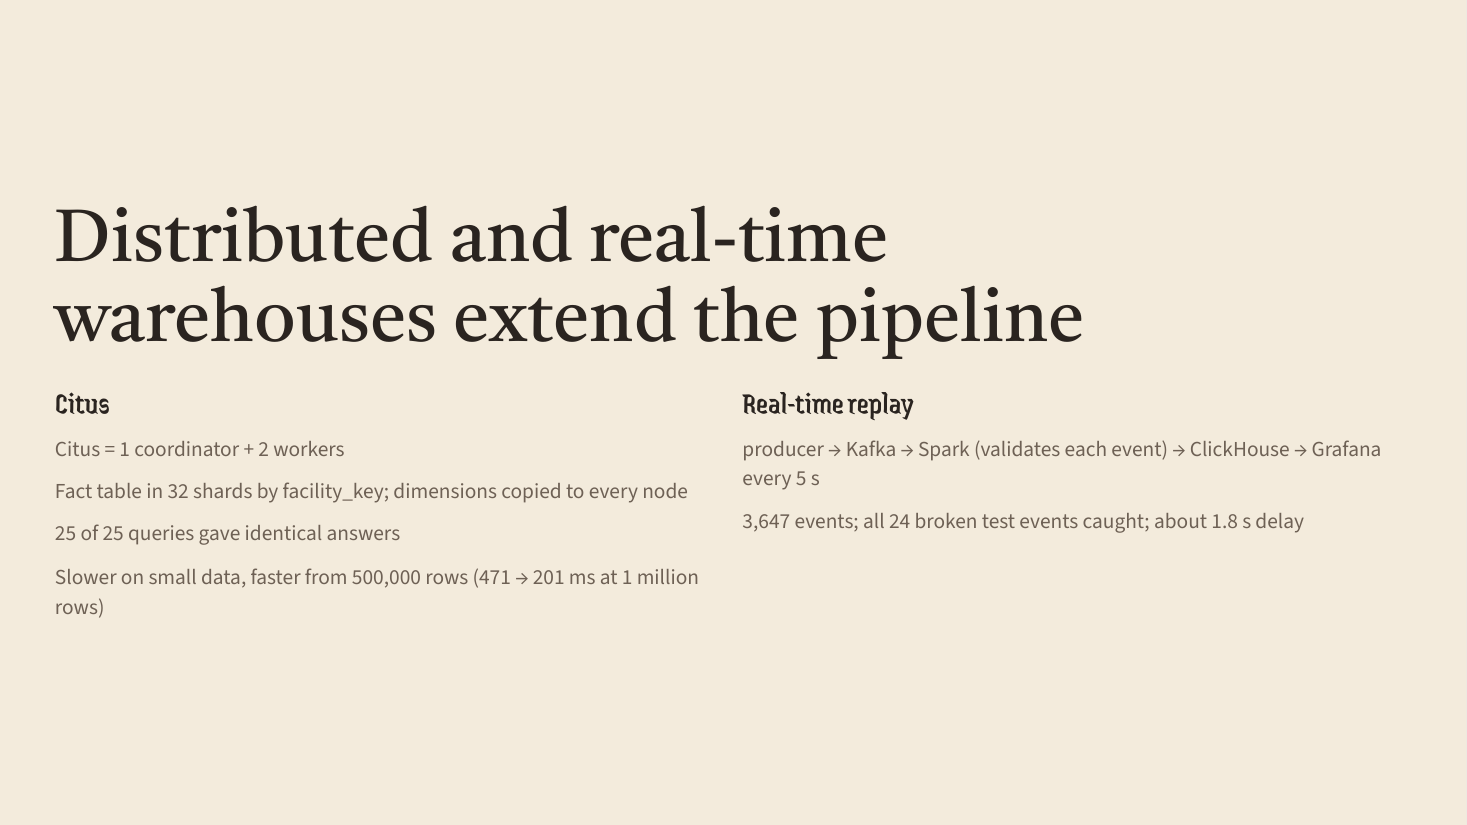 Distributed and real-time
warehouses extend the pipeline
Citus
Citus = 1 coordinator + 2 workers
Fact table in 32 shards by facility_key; dimensions copied to every node
25 of 25 queries gave identical answers
Slower on small data, faster from 500,000 rows (471 → 201 ms at 1 million
rows)
Real-time replay
producer → Kafka → Spark (validates each event) → ClickHouse → Grafana
every 5 s
3,647 events; all 24 broken test events caught; about 1.8 s delay